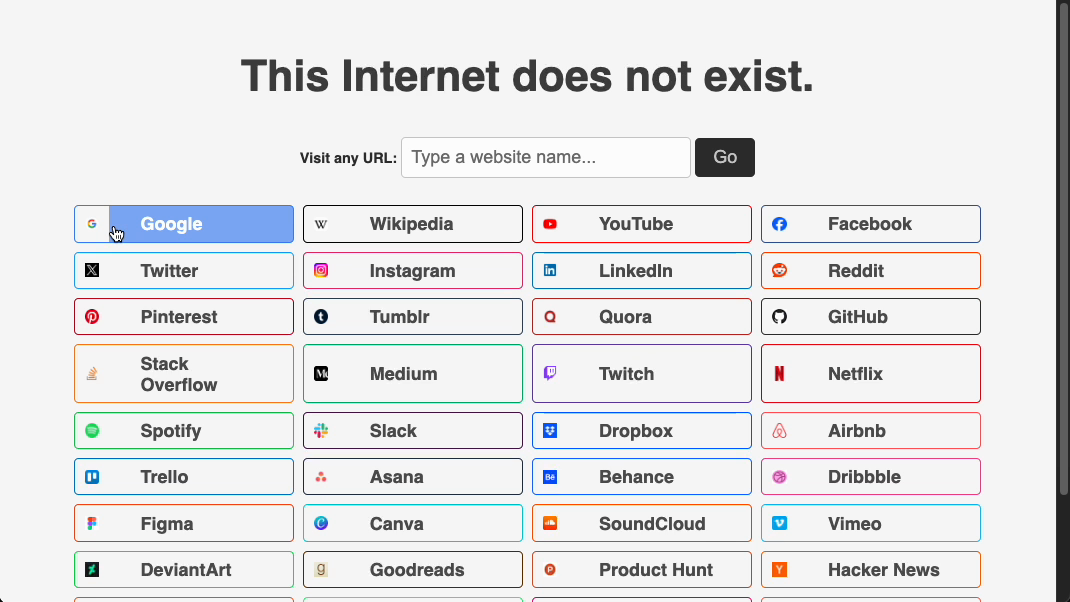 This Internet does not exist.
Visit any URL: Type a website name... Go
Google Wikipedia YouTube Facebook
Twitter Instagram LinkedIn Reddit
Pinterest Tumblr Quora GitHub
Stack
Overflow Medium Twitch Netflix
Spotify Slack Dropbox Airbnb
Trello Asana Behance Dribbble
Figma Canva SoundCloud Vimeo
DeviantArt Goodreads Product Hunt Hacker News